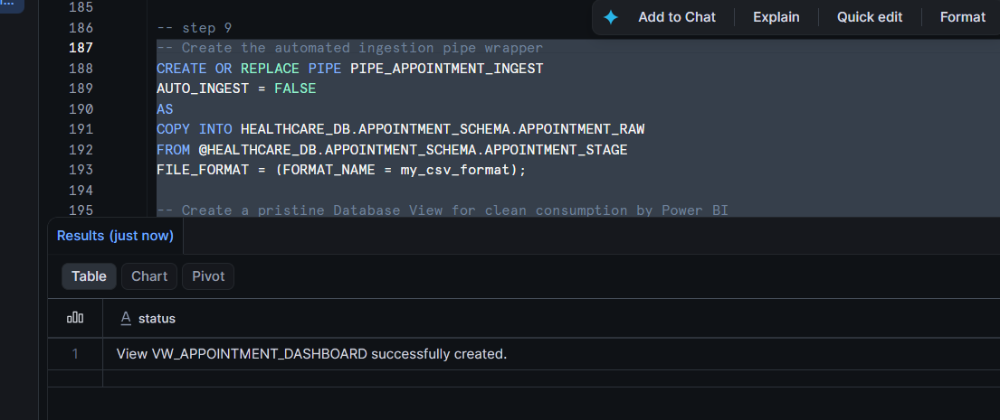 ...
185
Add to Chat Explain Quick edit Format
186 -- step 9
187 -- Create the automated ingestion pipe wrapper
188 CREATE OR REPLACE PIPE PIPE_APPOINTMENT_INGEST
189 AUTO_INGEST = FALSE
190 AS
191 COPY INTO HEALTHCARE_DB.APPOINTMENT_SCHEMA.APPOINTMENT_RAW
192 FROM @HEALTHCARE_DB.APPOINTMENT_SCHEMA.APPOINTMENT_STAGE
193 FILE_FORMAT = (FORMAT_NAME = my_csv_format);
194
195 -- Create a pristine Database View for clean consumption by Power BI
Results (just now)
Table Chart Pivot
A status
1 View VW_APPOINTMENT_DASHBOARD successfully created.